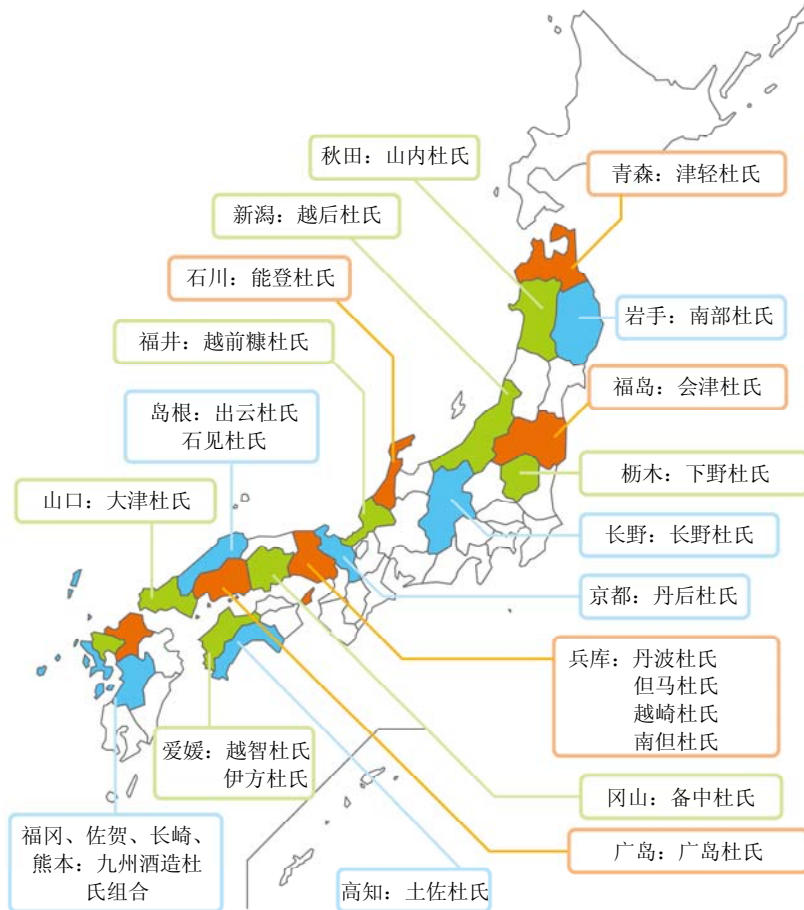 秋田：山内杜氏
青森：津轻杜氏
新潟：越后杜氏
石川：能登杜氏
岩手：南部杜氏
福井：越前糠杜氏
福岛：会津杜氏
岛根：出云杜氏
石见杜氏
枥木：下野杜氏
山口：大津杜氏
长野：长野杜氏
京都：丹后杜氏
兵库：丹波杜氏
但马杜氏
越崎杜氏
南但杜氏
爱媛：越智杜氏
伊方杜氏
冈山：备中杜氏
福冈、佐贺、长崎、
熊本：九州酒造杜
氏组合
广岛：广岛杜氏
高知：土佐杜氏